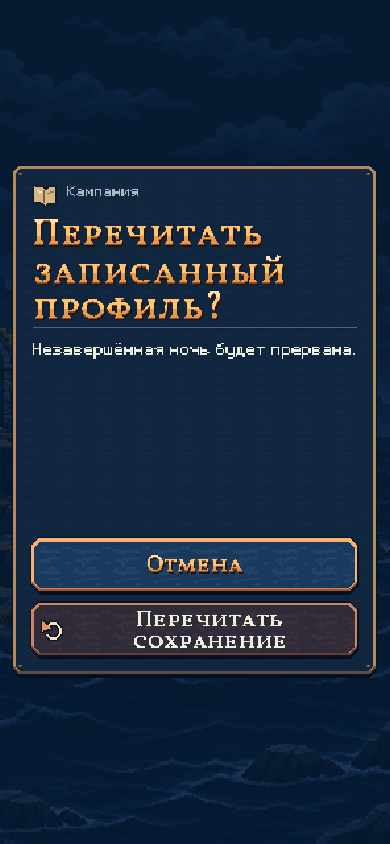 Кампания
Перечитать
записанный
профиль?
Незавершённая ночь будет прервана.
Отмена
Перечитать
сохранение